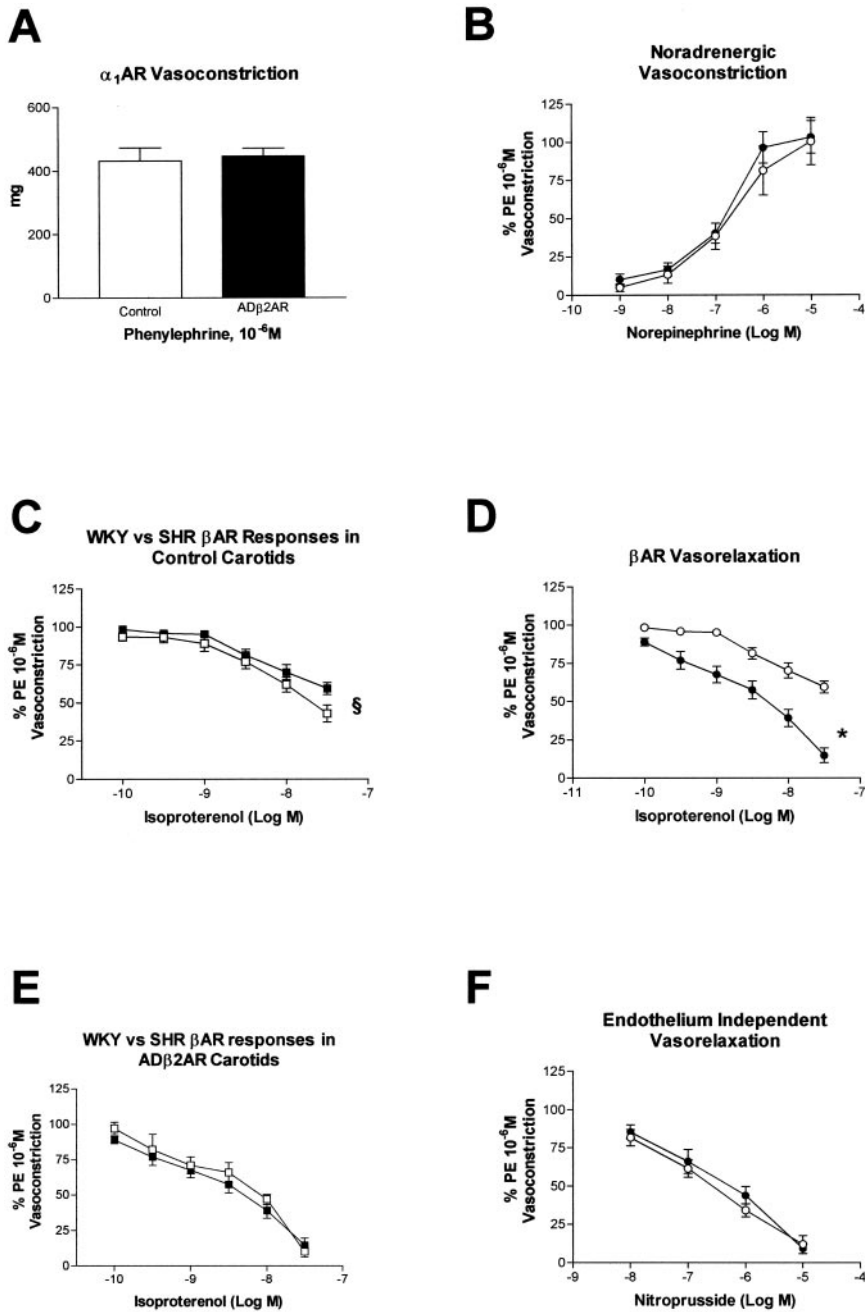 A
α1AR Vasoconstriction
600
400
200
0
mg
Control
ADβ2AR
Phenylephrine, 10-6M
B
Noradrenergic
Vasoconstriction
125
100
75
50
25
0
% PE 10-6M
Vasoconstriction
-10 -9 -8 -7 -6 -5 -4
Norepinephrine (Log M)
C
WKY vs SHR βAR Responses in
Control Carotids
125
100
75
50
25
0
% PE 10-6M
Vasoconstriction
§
-10 -9 -8 -7
Isoproterenol (Log M)
D
βAR Vasorelaxation
125
100
75
50
25
0
% PE 10-6M
Vasoconstriction
*
-11 -10 -9 -8 -7
Isoproterenol (Log M)
E
WKY vs SHR βAR responses in
ADβ2AR Carotids
125
100
75
50
25
0
% PE 10-6M
Vasoconstriction
-10 -9 -8 -7
Isoproterenol (Log M)
F
Endothelium Independent
Vasorelaxation
125
100
75
50
25
0
% PE 10-6M
Vasoconstriction
-9 -8 -7 -6 -5 -4
Nitroprusside (Log M)